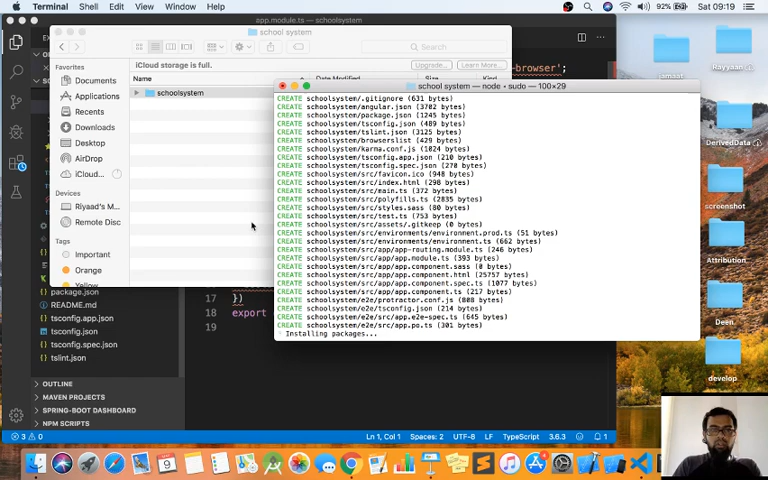 Terminal Shell Edit View Window Help 92% Sat 09:19
app.module.ts — schoolsystem
school system
Search
iCloud storage is full. Upgrade... Learn More...
Favorites
Documents
Applications
Recents
Downloads
Desktop
AirDrop
iCloud...
Devices
Riyaad's M...
Remote Disc
Tags
Important
Orange
Yellow
Name Date Modified Size Kind
schoolsystem
-browser';
school system — node • sudo — 100×29
CREATE schoolsystem/.gitignore (631 bytes)
CREATE schoolsystem/angular.json (3702 bytes)
CREATE schoolsystem/package.json (1245 bytes)
CREATE schoolsystem/tsconfig.json (489 bytes)
CREATE schoolsystem/tslint.json (3125 bytes)
CREATE schoolsystem/browserslist (429 bytes)
CREATE schoolsystem/karma.conf.js (1024 bytes)
CREATE schoolsystem/tsconfig.app.json (210 bytes)
CREATE schoolsystem/tsconfig.spec.json (270 bytes)
CREATE schoolsystem/src/favicon.ico (948 bytes)
CREATE schoolsystem/src/index.html (298 bytes)
CREATE schoolsystem/src/main.ts (372 bytes)
CREATE schoolsystem/src/polyfills.ts (2835 bytes)
CREATE schoolsystem/src/styles.sass (80 bytes)
CREATE schoolsystem/src/test.ts (753 bytes)
CREATE schoolsystem/src/assets/.gitkeep (0 bytes)
CREATE schoolsystem/src/environments/environment.prod.ts (51 bytes)
CREATE schoolsystem/src/environments/environment.ts (662 bytes)
CREATE schoolsystem/src/app/app-routing.module.ts (246 bytes)
CREATE schoolsystem/src/app/app.module.ts (393 bytes)
CREATE schoolsystem/src/app/app.component.sass (0 bytes)
CREATE schoolsystem/src/app/app.component.html (25757 bytes)
CREATE schoolsystem/src/app/app.component.spec.ts (1077 bytes)
CREATE schoolsystem/src/app/app.component.ts (217 bytes)
CREATE schoolsystem/e2e/protractor.conf.js (808 bytes)
CREATE schoolsystem/e2e/tsconfig.json (214 bytes)
CREATE schoolsystem/e2e/src/app.e2e-spec.ts (645 bytes)
CREATE schoolsystem/e2e/src/app.po.ts (301 bytes)
Installing packages...
package.json
README.md
tsconfig.app.json
tsconfig.json
tsconfig.spec.json
tslint.json
OUTLINE
MAVEN PROJECTS
SPRING-BOOT DASHBOARD
NPM SCRIPTS
17 })
18 export
19
3 0 Ln 1, Col 1 Spaces: 2 UTF-8 LF TypeScript 3.6.3 1
jamaat
Rayyaan
DerivedData
screenshot
Attribution
Deen
develop